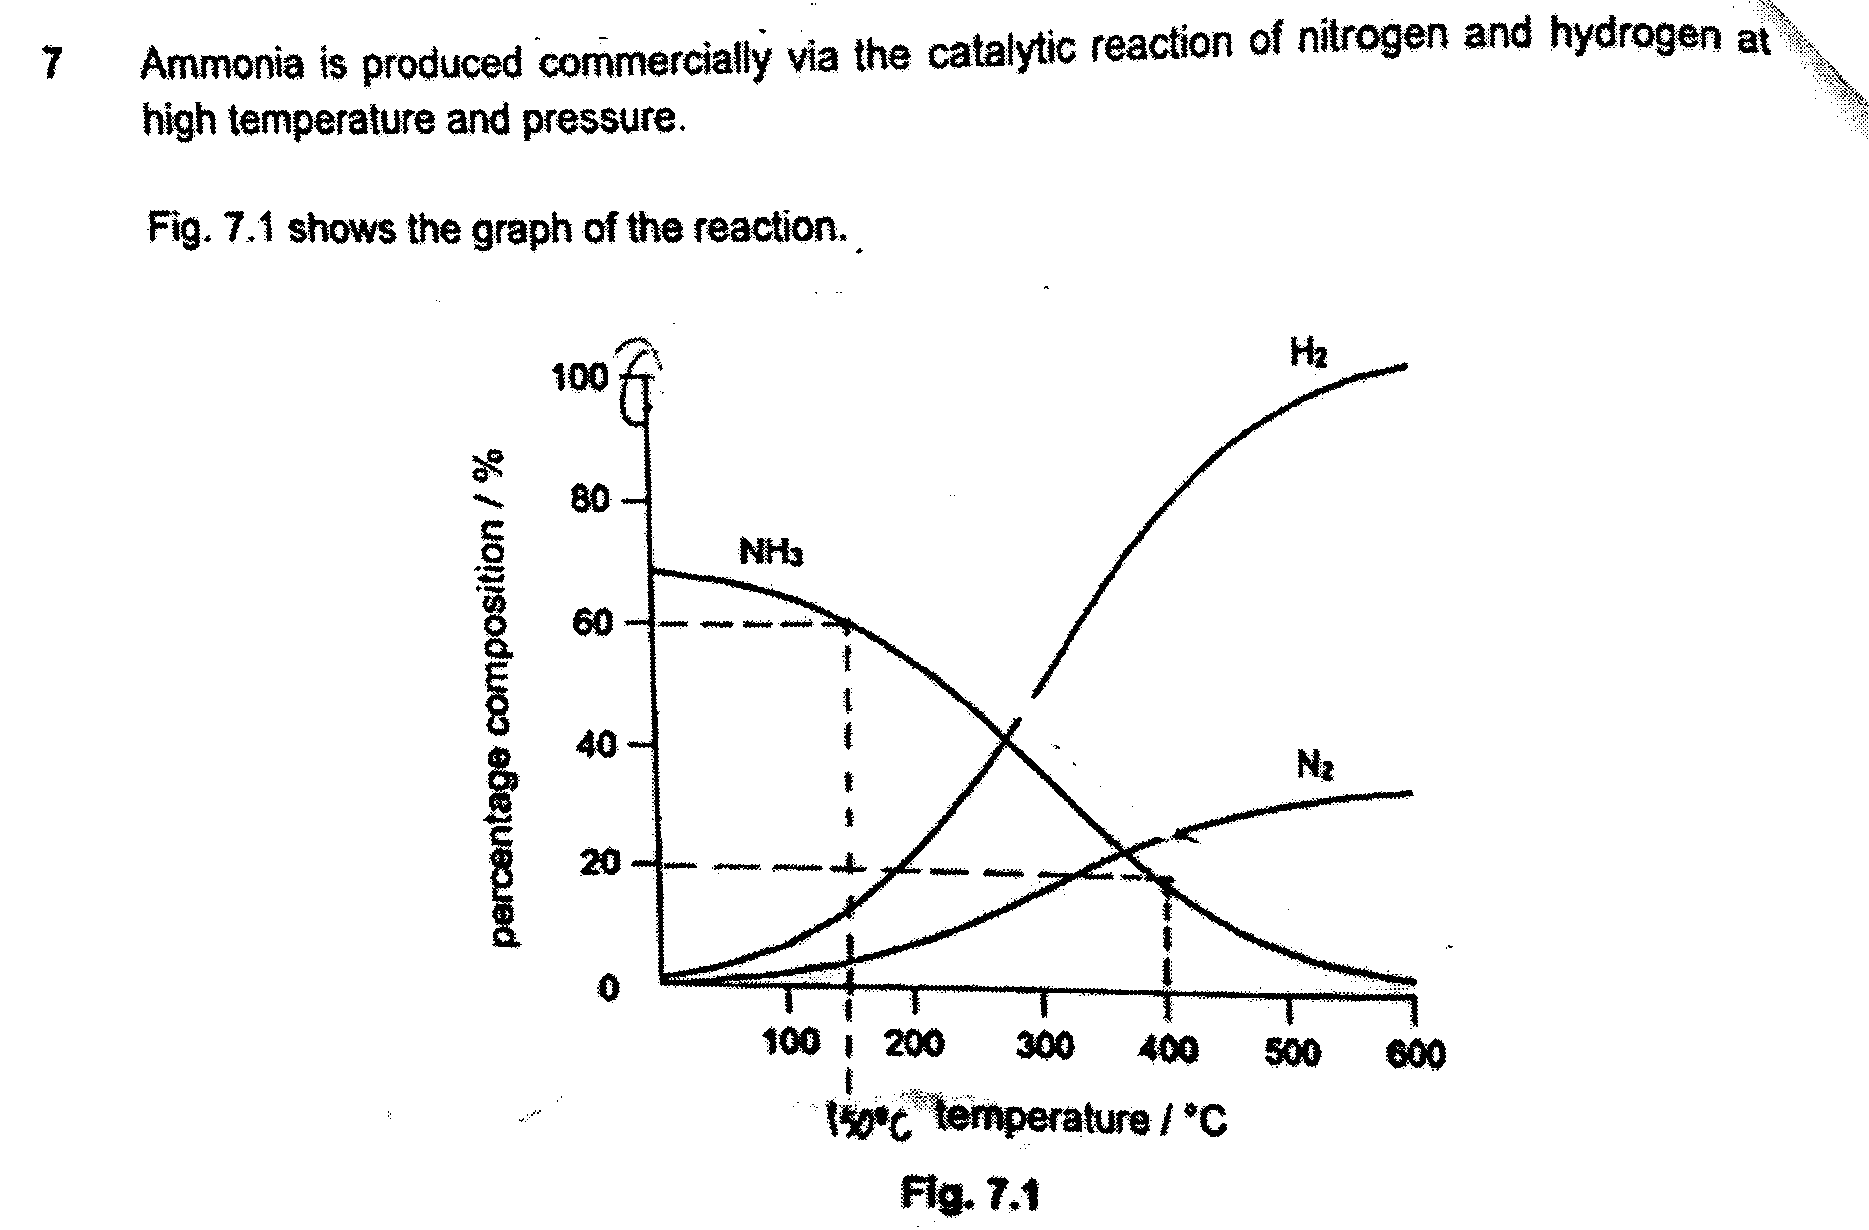 7 Ammonia is produced commercially via the catalytic reaction of nitrogen and hydrogen at
high temperature and pressure.
Fig. 7.1 shows the graph of the reaction.
H₂
100
80
NH₃
60
percentage composition / %
40
N₂
20
0
100 200 300 400 500 600
150°C temperature / °C
Fig. 7.1